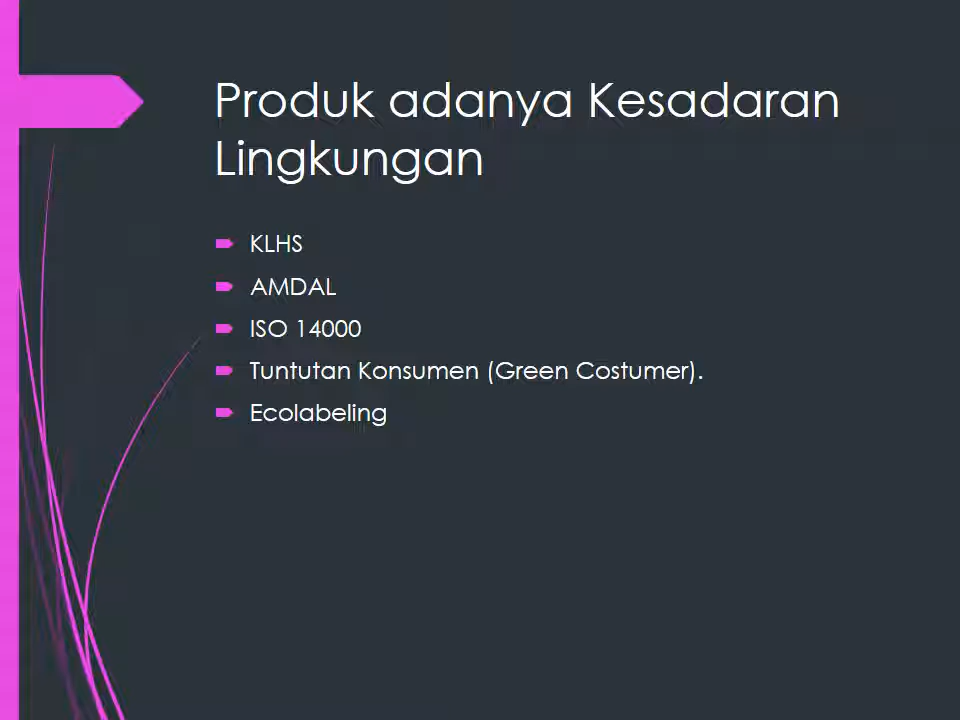 Produk adanya Kesadaran
Lingkungan
KLHS
AMDAL
ISO 14000
Tuntutan Konsumen (Green Costumer).
Ecolabeling